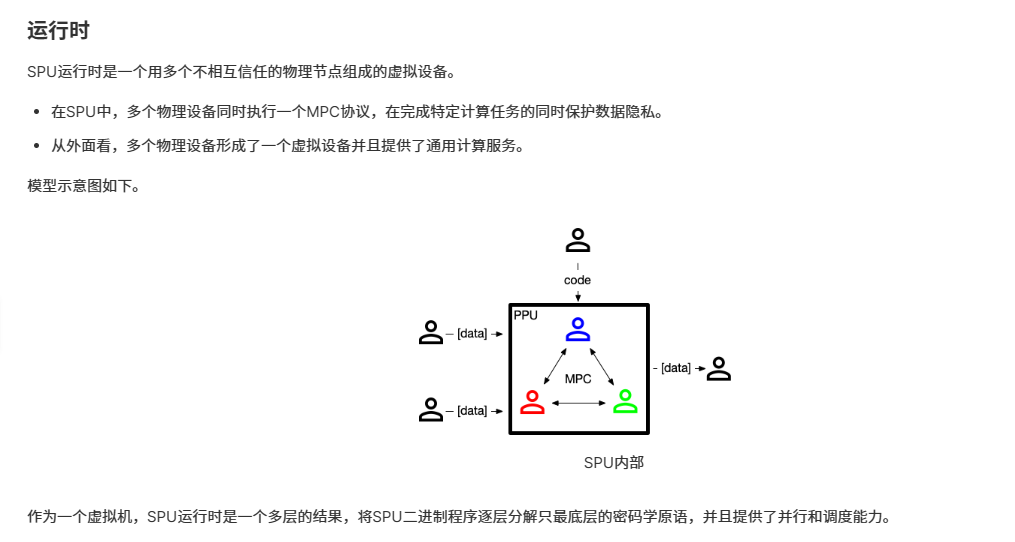 运行时
SPU运行时是一个用多个不相互信任的物理节点组成的虚拟设备。
在SPU中，多个物理设备同时执行一个MPC协议，在完成特定计算任务的同时保护数据隐私。
从外面看，多个物理设备形成了一个虚拟设备并且提供了通用计算服务。
模型示意图如下。
code
PPU
[data]
MPC
[data]
[data]
SPU内部
作为一个虚拟机，SPU运行时是一个多层的结果，将SPU二进制程序逐层分解只最底层的密码学原语，并且提供了并行和调度能力。